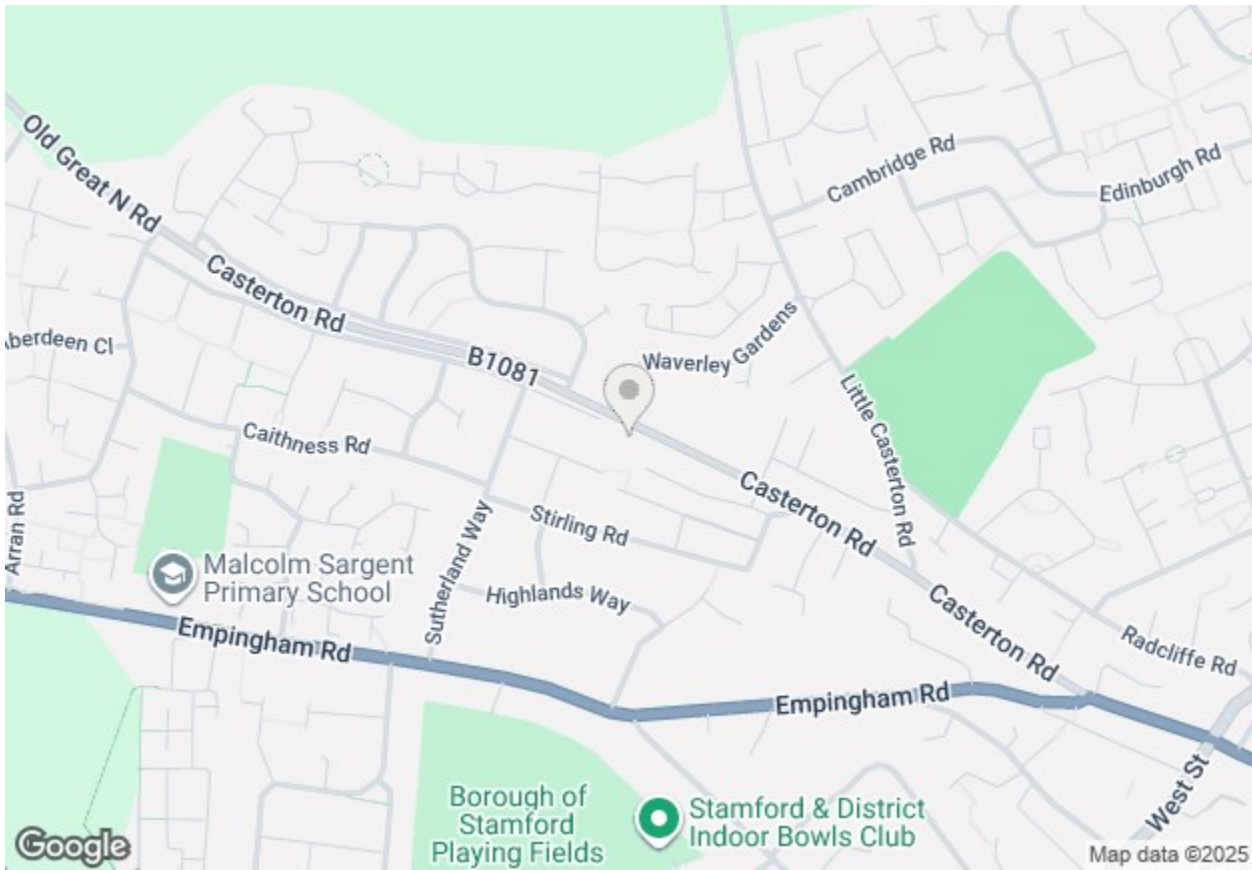 Old Great N Rd
Cambridge Rd
Edinburgh Rd
Casterton Rd
Aberdeen Cl
B1081
Waverley Gardens
Little Casterton Rd
Caithness Rd
Casterton Rd
Arran Rd
Stirling Rd
Sutherland Way
Malcolm Sargent
Primary School
Highlands Way
Casterton Rd
Radcliffe Rd
Empingham Rd
Empingham Rd
West St
Borough of
Stamford
Playing Fields
Stamford & District
Indoor Bowls Club
Google
Map data ©2025